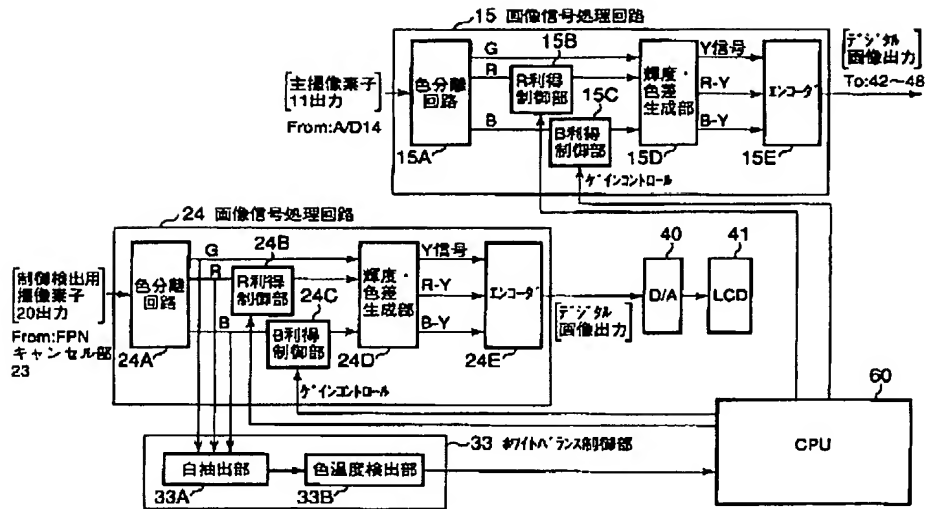 15 画像信号処理回路
主撮像素子
11出力
From:A/D14
色分離
回路
15A
G
R
B
15B
R利得
制御部
15C
B利得
制御部
ゲインコントロール
輝度・
色差
生成部
15D
Y信号
R-Y
B-Y
エンコーダ
15E
デジタル
画像出力
To:42～48
24 画像信号処理回路
制御検出用
撮像素子
20出力
From:FPN
キャンセル部
23
色分離
回路
24A
G
R
B
24B
R利得
制御部
24C
B利得
制御部
ゲインコントロール
輝度・
色差
生成部
24D
Y信号
R-Y
B-Y
エンコーダ
24E
デジタル
画像出力
40
D/A
41
LCD
60
CPU
33 ホワイトバランス制御部
白抽出部
33A
色温度検出部
33B